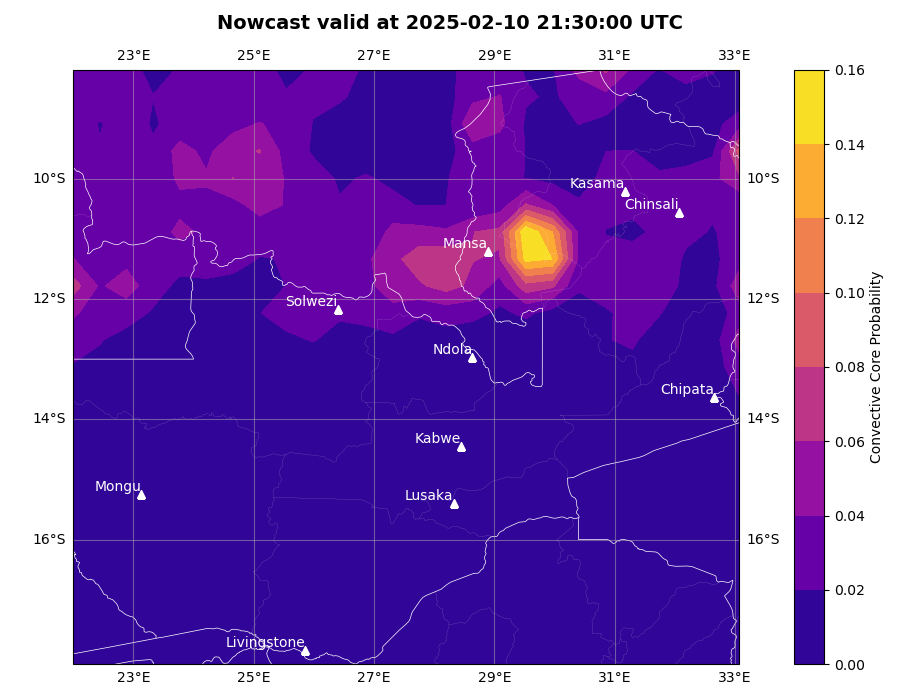 Nowcast valid at 2025-02-10 21:30:00 UTC
23°E 25°E 27°E 29°E 31°E 33°E
0.16
0.14
10°S 10°S
Kasama
Chinsali
0.12
Mansa
0.10
12°S 12°S
Solwezi
Ndola
0.08
Convective Core Probability
Chipata
14°S 14°S
0.06
Kabwe
Mongu
Lusaka
0.04
16°S 16°S
0.02
Livingstone
0.00
23°E 25°E 27°E 29°E 31°E 33°E